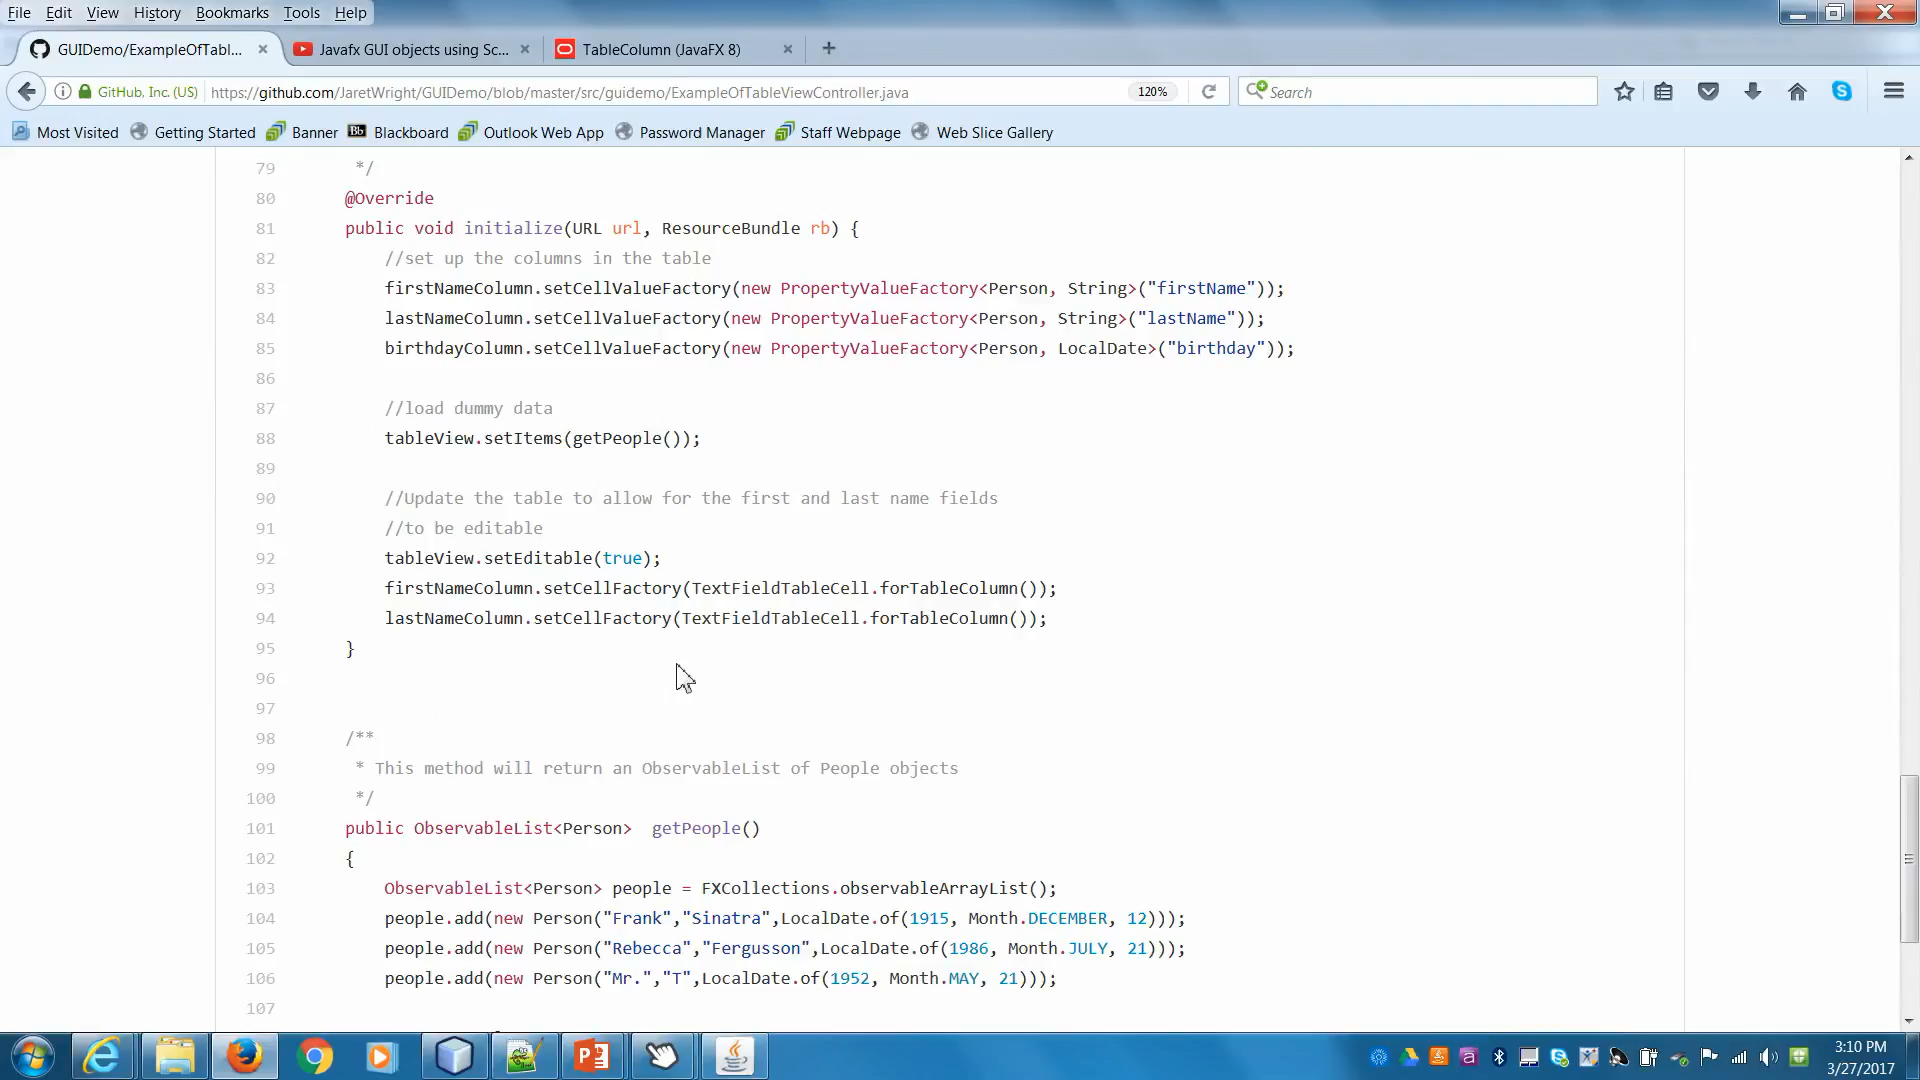 File Edit View History Bookmarks Tools Help
GUIDemo/ExampleOfTabl... Javafx GUI objects using Sc... TableColumn (JavaFX 8)
GitHub, Inc. (US) https://github.com/JaretWright/GUIDemo/blob/master/src/guidemo/ExampleOfTableViewController.java 120% Search
Most Visited Getting Started Banner Bb Blackboard Outlook Web App Password Manager Staff Webpage Web Slice Gallery
79 */
80 @Override
81 public void initialize(URL url, ResourceBundle rb) {
82 //set up the columns in the table
83 firstNameColumn.setCellValueFactory(new PropertyValueFactory<Person, String>("firstName"));
84 lastNameColumn.setCellValueFactory(new PropertyValueFactory<Person, String>("lastName"));
85 birthdayColumn.setCellValueFactory(new PropertyValueFactory<Person, LocalDate>("birthday"));
86
87 //load dummy data
88 tableView.setItems(getPeople());
89
90 //Update the table to allow for the first and last name fields
91 //to be editable
92 tableView.setEditable(true);
93 firstNameColumn.setCellFactory(TextFieldTableCell.forTableColumn());
94 lastNameColumn.setCellFactory(TextFieldTableCell.forTableColumn());
95 }
96
97
98 /**
99 * This method will return an ObservableList of People objects
100 */
101 public ObservableList<Person> getPeople()
102 {
103 ObservableList<Person> people = FXCollections.observableArrayList();
104 people.add(new Person("Frank","Sinatra",LocalDate.of(1915, Month.DECEMBER, 12)));
105 people.add(new Person("Rebecca","Fergusson",LocalDate.of(1986, Month.JULY, 21)));
106 people.add(new Person("Mr.","T",LocalDate.of(1952, Month.MAY, 21)));
107
3:10 PM
3/27/2017